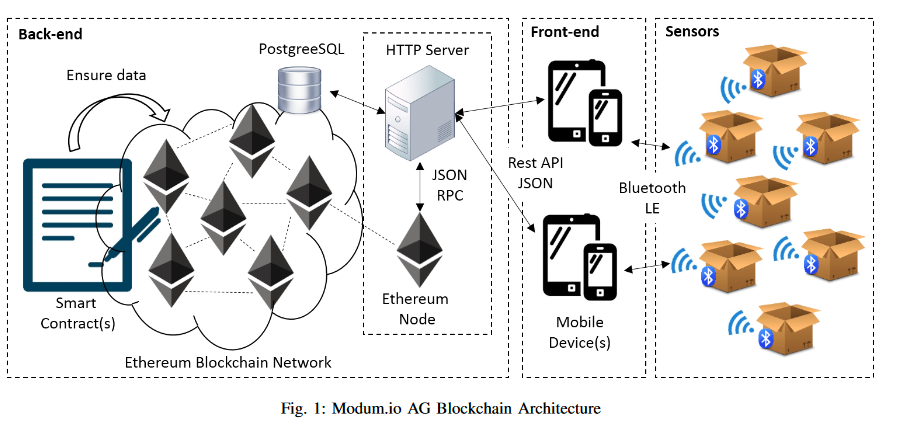 Back-end
Front-end
Sensors
PostgreeSQL
HTTP Server
Ensure data
JSON
RPC
Rest API
JSON
Bluetooth
LE
Smart
Contract(s)
Ethereum
Node
Mobile
Device(s)
Ethereum Blockchain Network
Fig. 1: Modum.io AG Blockchain Architecture